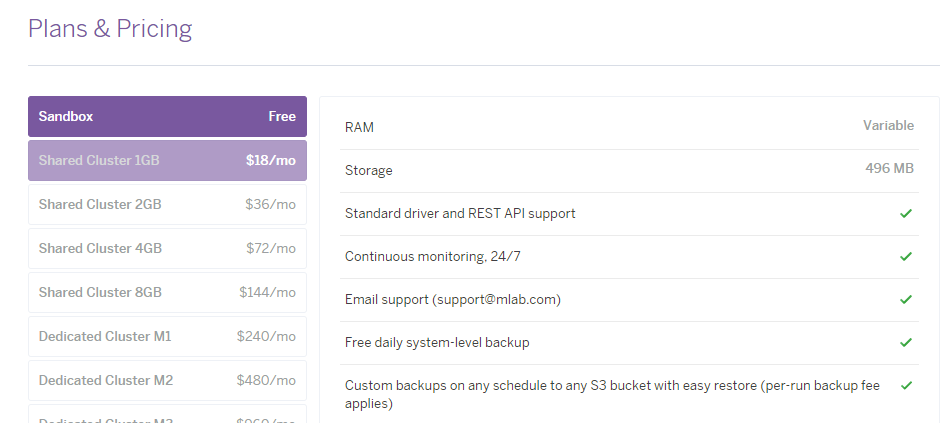 Plans & Pricing
Sandbox Free
Shared Cluster 1GB $18/mo
Shared Cluster 2GB $36/mo
Shared Cluster 4GB $72/mo
Shared Cluster 8GB $144/mo
Dedicated Cluster M1 $240/mo
Dedicated Cluster M2 $480/mo
Dedicated Cluster
RAM Variable
Storage 496 MB
Standard driver and REST API support
Continuous monitoring, 24/7
Email support (support@mlab.com)
Free daily system-level backup
Custom backups on any schedule to any S3 bucket with easy restore (per-run backup fee
applies)